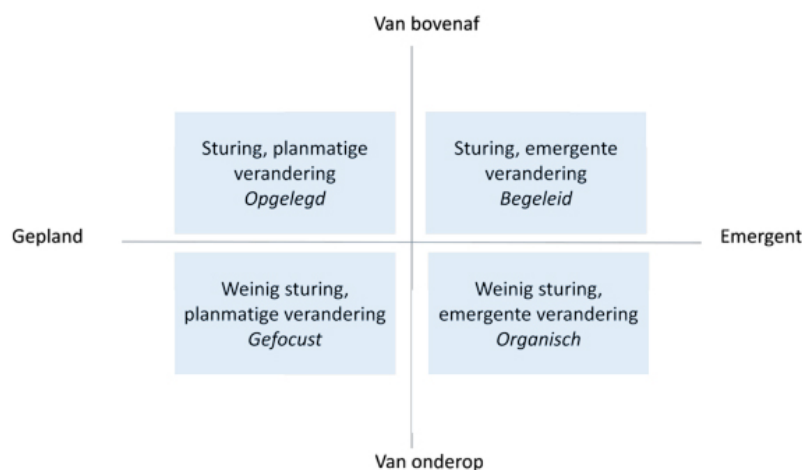 Van bovenaf
Sturing, planmatige
verandering
Opgelegd
Sturing, emergente
verandering
Begeleid
Gepland
Emergent
Weinig sturing,
planmatige verandering
Gefocust
Weinig sturing,
emergente verandering
Organisch
Van onderop